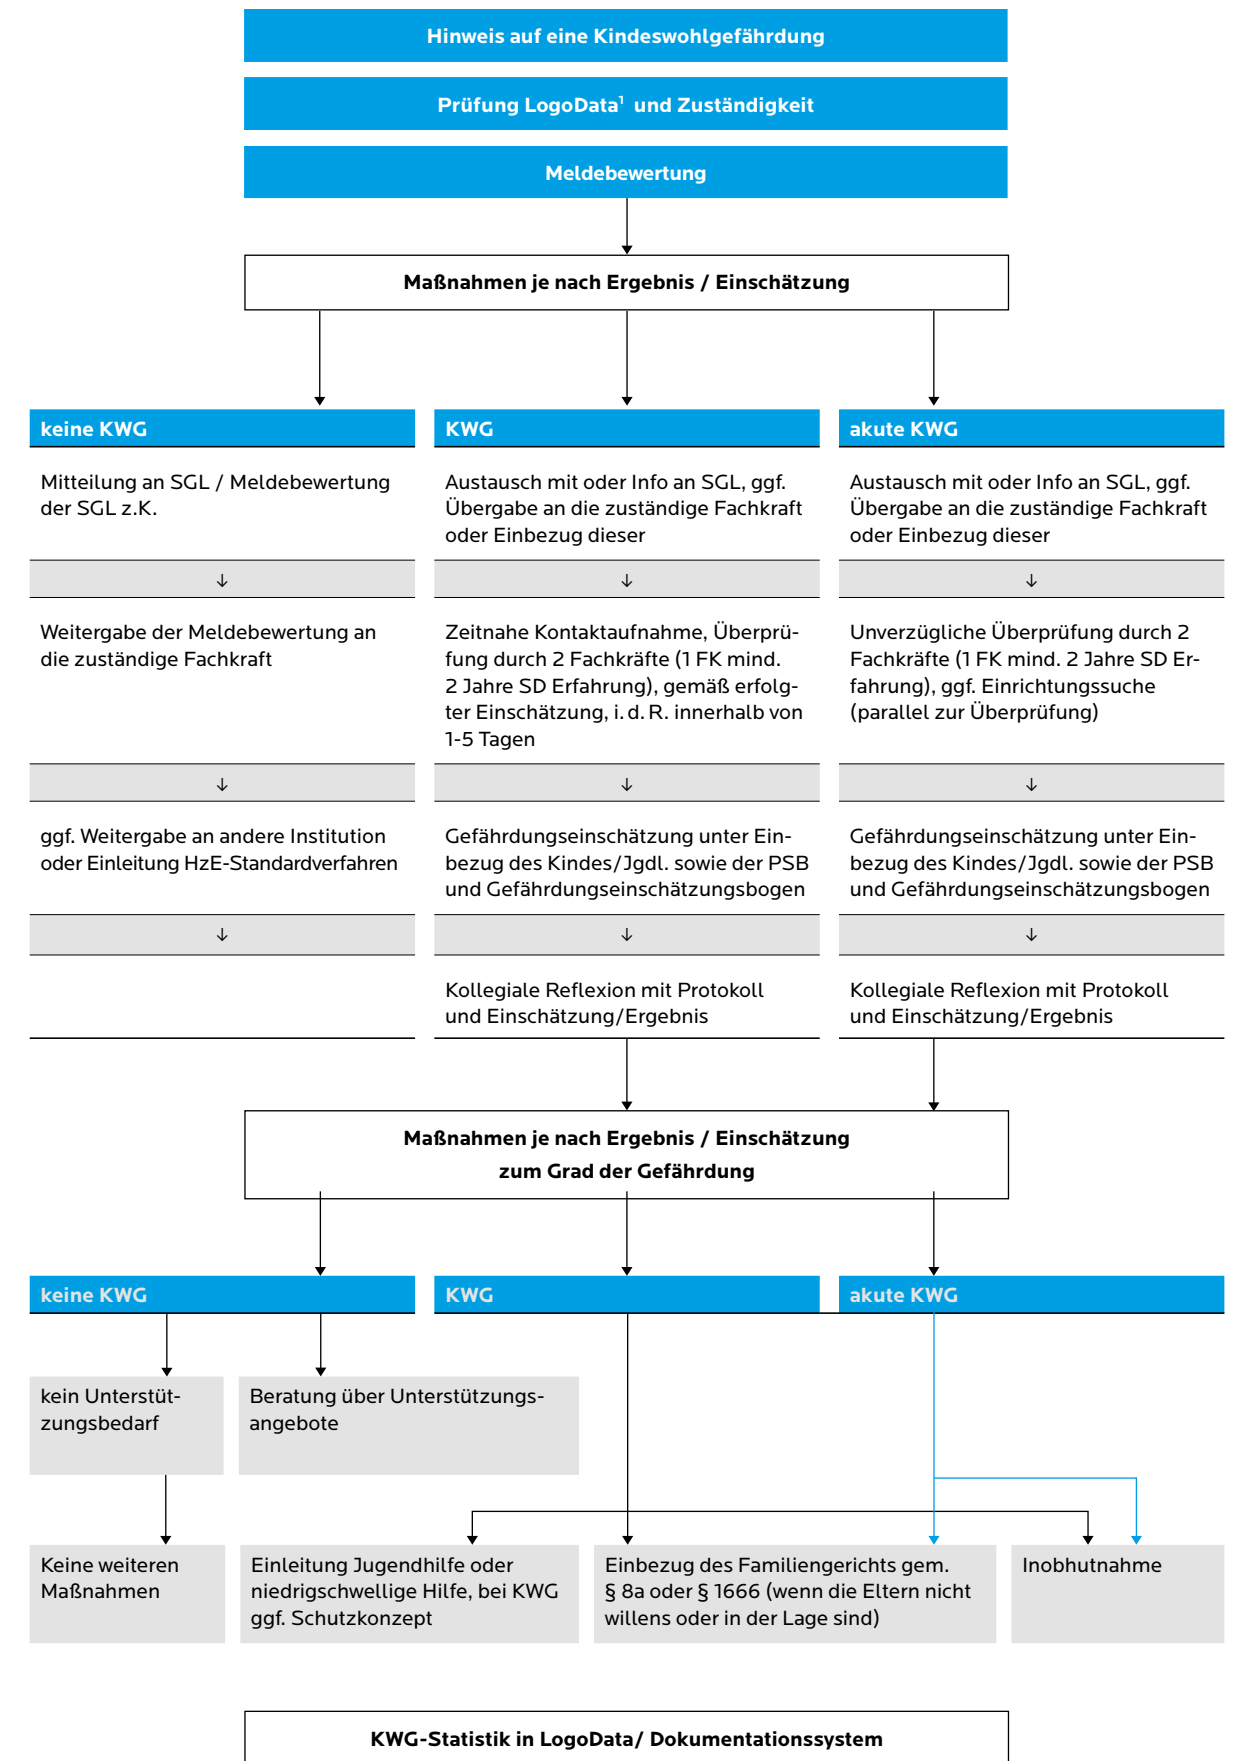 Hinweis auf eine Kindeswohlgefährdung
Prüfung LogoData¹ und Zuständigkeit
Meldebewertung
Maßnahmen je nach Ergebnis / Einschätzung
keine KWG
Mitteilung an SGL / Meldebewertung
der SGL z.K.
↓
Weitergabe der Meldebewertung an
die zuständige Fachkraft
↓
ggf. Weitergabe an andere Institution
oder Einleitung HzE-Standardverfahren
↓
KWG
Austausch mit oder Info an SGL, ggf.
Übergabe an die zuständige Fachkraft
oder Einbezug dieser
↓
Zeitnahe Kontaktaufnahme, Überprü-
fung durch 2 Fachkräfte (1 FK mind.
2 Jahre SD Erfahrung), gemäß erfolg-
ter Einschätzung, i. d. R. innerhalb von
1-5 Tagen
↓
Gefährdungseinschätzung unter Ein-
bezug des Kindes/Jgdl. sowie der PSB
und Gefährdungseinschätzungsbogen
↓
Kollegiale Reflexion mit Protokoll
und Einschätzung/Ergebnis
akute KWG
Austausch mit oder Info an SGL, ggf.
Übergabe an die zuständige Fachkraft
oder Einbezug dieser
↓
Unverzügliche Überprüfung durch 2
Fachkräfte (1 FK mind. 2 Jahre SD Er-
fahrung), ggf. Einrichtungssuche
(parallel zur Überprüfung)
↓
Gefährdungseinschätzung unter Ein-
bezug des Kindes/Jgdl. sowie der PSB
und Gefährdungseinschätzungsbogen
↓
Kollegiale Reflexion mit Protokoll
und Einschätzung/Ergebnis
Maßnahmen je nach Ergebnis / Einschätzung
zum Grad der Gefährdung
keine KWG
KWG
akute KWG
kein Unterstüt-
zungsbedarf
Beratung über Unterstützungs-
angebote
Keine weiteren
Maßnahmen
Einleitung Jugendhilfe oder
niedrigschwellige Hilfe, bei KWG
ggf. Schutzkonzept
Einbezug des Familiengerichts gem.
§ 8a oder § 1666 (wenn die Eltern nicht
willens oder in der Lage sind)
Inobhutnahme
KWG-Statistik in LogoData/ Dokumentationssystem